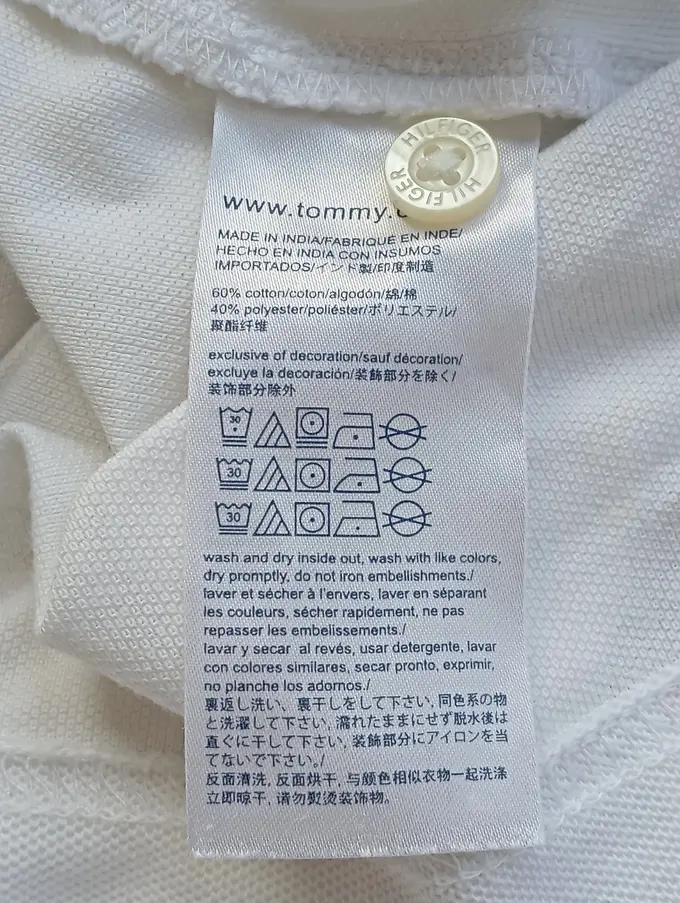 HILFIGER
HILFIGER
www.tommy.
MADE IN INDIA/FABRIQUÉ EN INDE/
HECHO EN INDIA CON INSUMOS
IMPORTADOS/インド製/印度制造
60% cotton/coton/algodón/綿/棉
40% polyester/poliéster/ポリエステル/
聚酯纤维
exclusive of decoration/sauf décoration/
excluye la decoración/装飾部分を除く/
装饰部分除外
30
30
30
wash and dry inside out, wash with like colors,
dry promptly, do not iron embellishments./
laver et sécher à l'envers, laver en séparant
les couleurs, sécher rapidement, ne pas
repasser les embelissements./
lavar y secar al revés, usar detergente, lavar
con colores similares, secar pronto, exprimir,
no planche los adornos./
裏返し洗い、裏干しをして下さい, 同色系の物
と洗濯して下さい, 濡れたままにせず脱水後は
直ぐに干して下さい, 装飾部分にアイロンを当
てないで下さい。/
反面清洗, 反面烘干, 与颜色相似衣物一起洗涤
立即晾干, 请勿熨烫装饰物。